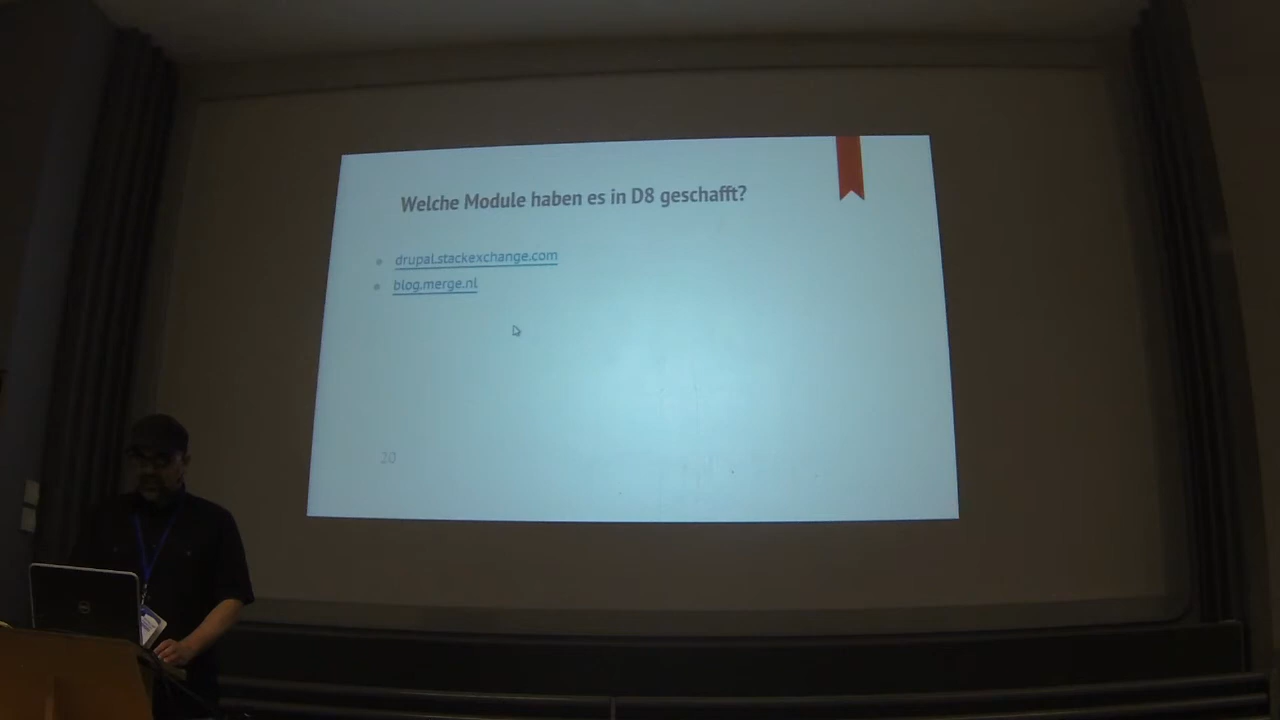 Welche Module haben es in D8 geschafft?
drupal.stackexchange.com
blog.merge.nl
20